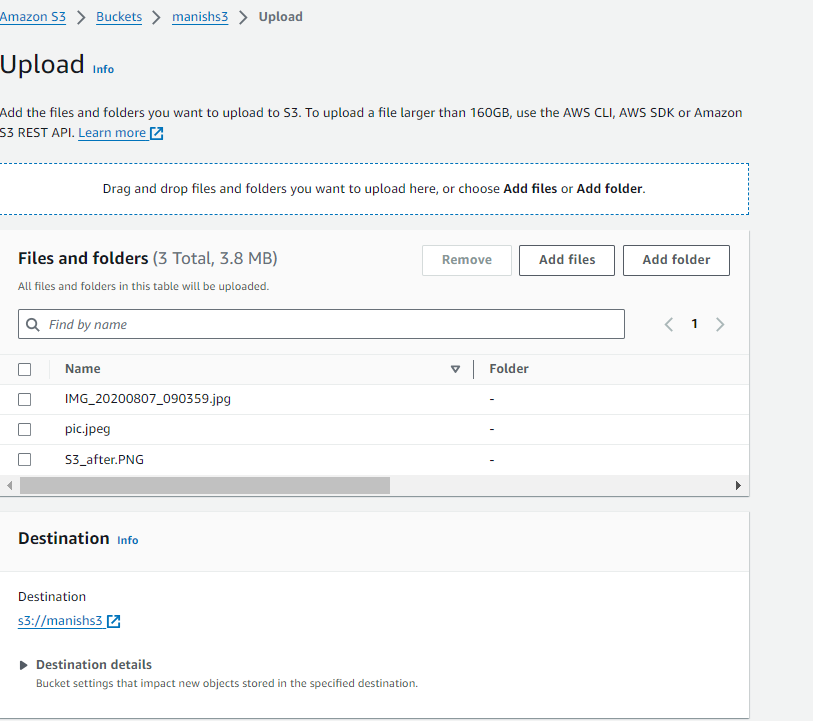 Amazon S3 > Buckets > manishs3 > Upload
Upload Info
Add the files and folders you want to upload to S3. To upload a file larger than 160GB, use the AWS CLI, AWS SDK or Amazon
S3 REST API. Learn more
Drag and drop files and folders you want to upload here, or choose Add files or Add folder.
Files and folders (3 Total, 3.8 MB) Remove Add files Add folder
All files and folders in this table will be uploaded.
Find by name < 1 >
Name Folder
IMG_20200807_090359.jpg -
pic.jpeg -
S3_after.PNG -
Destination Info
Destination
s3://manishs3
Destination details
Bucket settings that impact new objects stored in the specified destination.